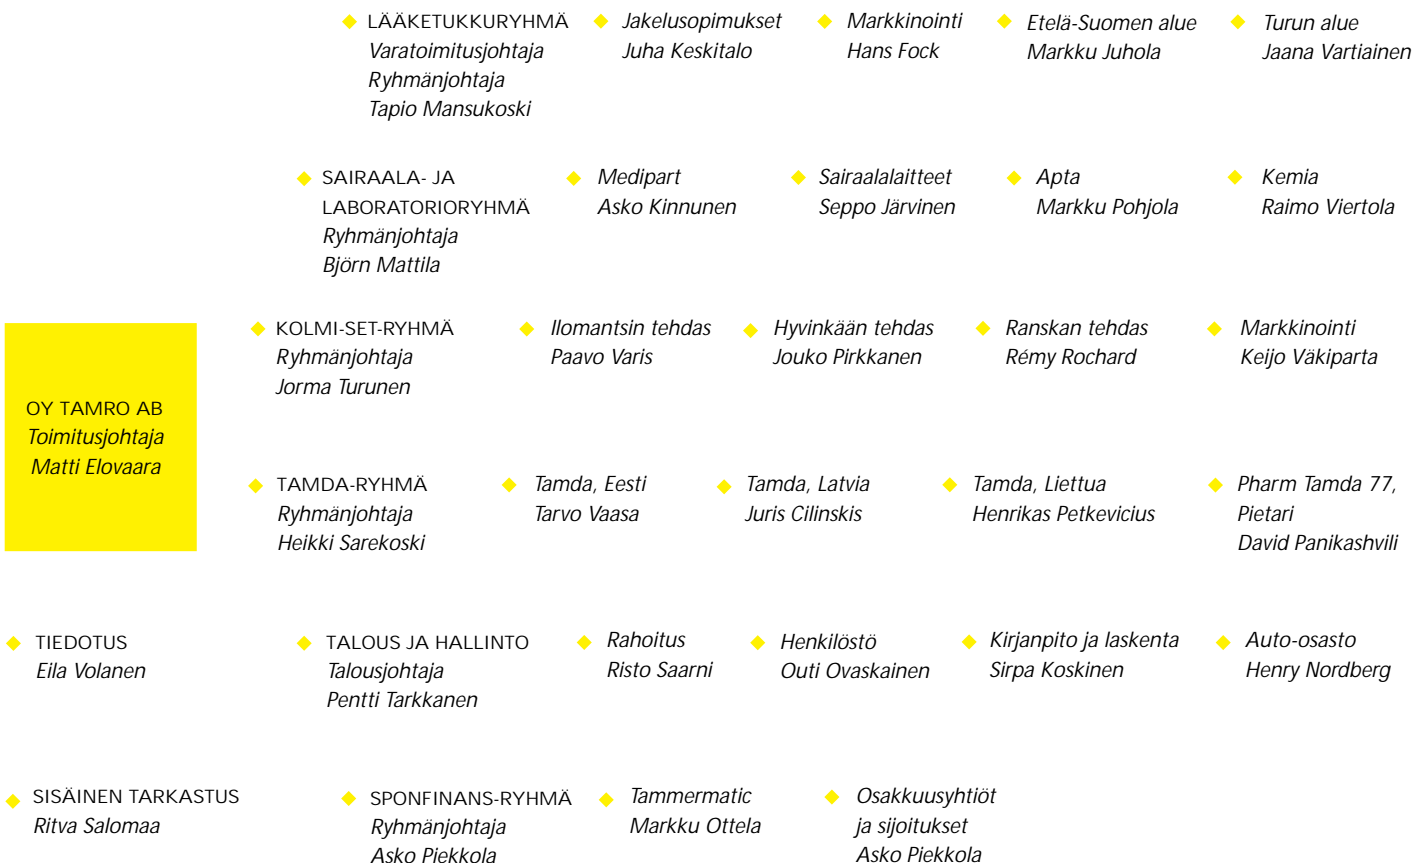 LÄÄKETUKKURYHMÄ
Varatoimitusjohtaja
Ryhmänjohtaja
Tapio Mansukoski
Jakelusopimukset
Juha Keskitalo
Markkinointi
Hans Fock
Etelä-Suomen alue
Markku Juhola
Turun alue
Jaana Vartiainen
SAIRAALA- JA
LABORATORIORYHMÄ
Ryhmänjohtaja
Björn Mattila
Medipart
Asko Kinnunen
Sairaalalaitteet
Seppo Järvinen
Apta
Markku Pohjola
Kemia
Raimo Viertola
OY TAMRO AB
Toimitusjohtaja
Matti Elovaara
KOLMI-SET-RYHMÄ
Ryhmänjohtaja
Jorma Turunen
Ilomantsin tehdas
Paavo Varis
Hyvinkään tehdas
Jouko Pirkkanen
Ranskan tehdas
Rémy Rochard
Markkinointi
Keijo Väkiparta
TAMDA-RYHMÄ
Ryhmänjohtaja
Heikki Sarekoski
Tamda, Eesti
Tarvo Vaasa
Tamda, Latvia
Juris Cilinskis
Tamda, Liettua
Henrikas Petkevicius
Pharm Tamda 77,
Pietari
David Panikashvili
TIEDOTUS
Eila Volanen
TALOUS JA HALLINTO
Talousjohtaja
Pentti Tarkkanen
Rahoitus
Risto Saarni
Henkilöstö
Outi Ovaskainen
Kirjanpito ja laskenta
Sirpa Koskinen
Auto-osasto
Henry Nordberg
SISÄINEN TARKASTUS
Ritva Salomaa
SPONFINANS-RYHMÄ
Ryhmänjohtaja
Asko Piekkola
Tammermatic
Markku Ottela
Osakkuusyhtiöt
ja sijoitukset
Asko Piekkola